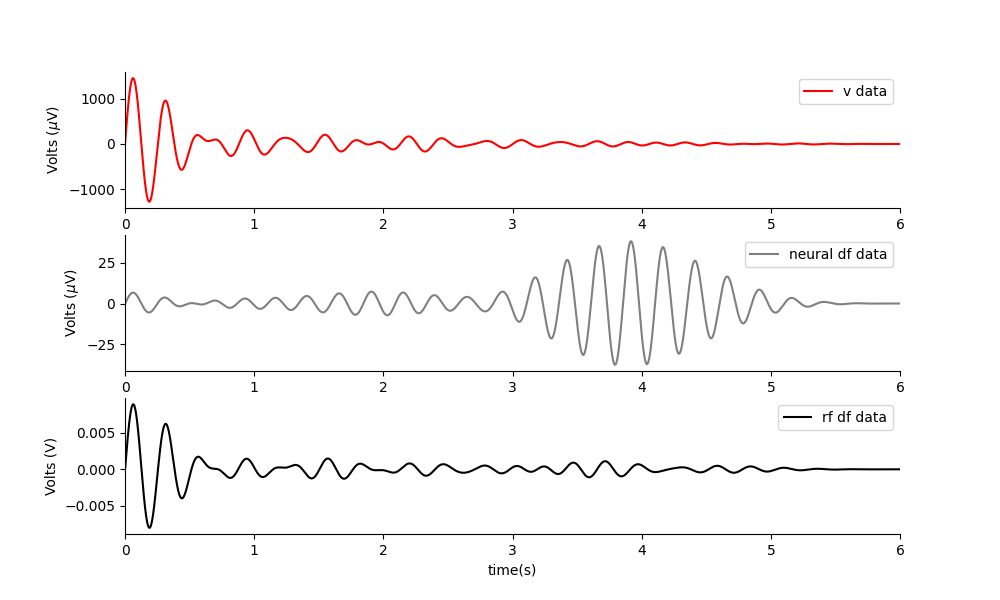 v data
Volts (μV)
1000
0
−1000
0 1 2 3 4 5 6
neural df data
Volts (μV)
25
0
−25
0 1 2 3 4 5 6
rf df data
Volts (V)
0.005
0.000
−0.005
0 1 2 3 4 5 6
time(s)